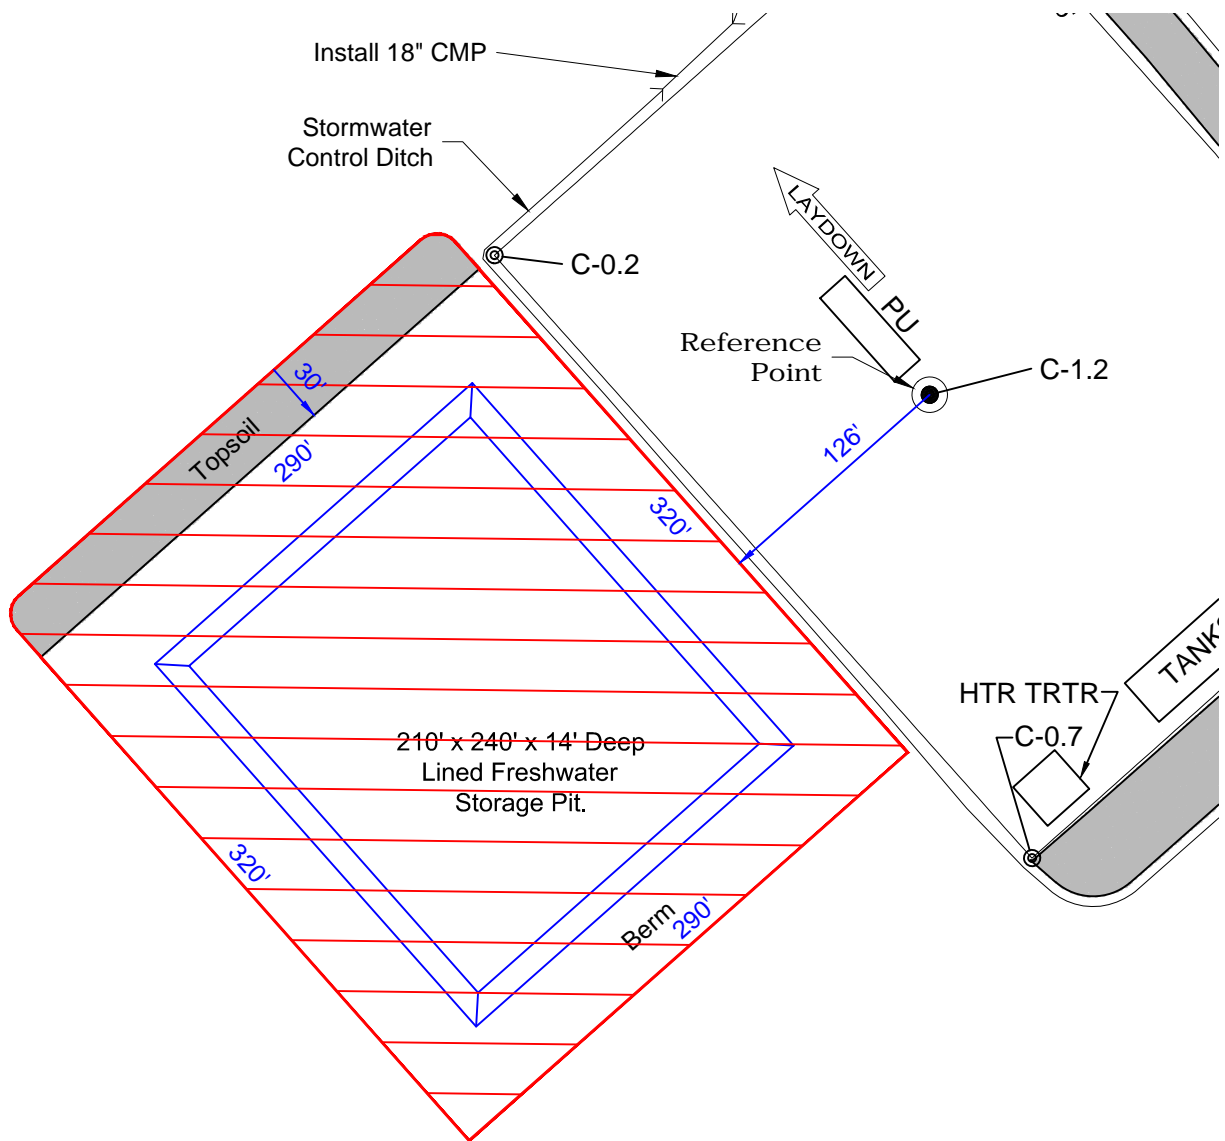 Install 18" CMP
Stormwater
Control Ditch
C-0.2
LAYDOWN
PU
Reference
Point
C-1.2
126'
30'
Topsoil
290'
320'
TANKS
HTR TRTR
C-0.7
210' x 240' x 14' Deep
Lined Freshwater
Storage Pit.
320'
Berm
290'